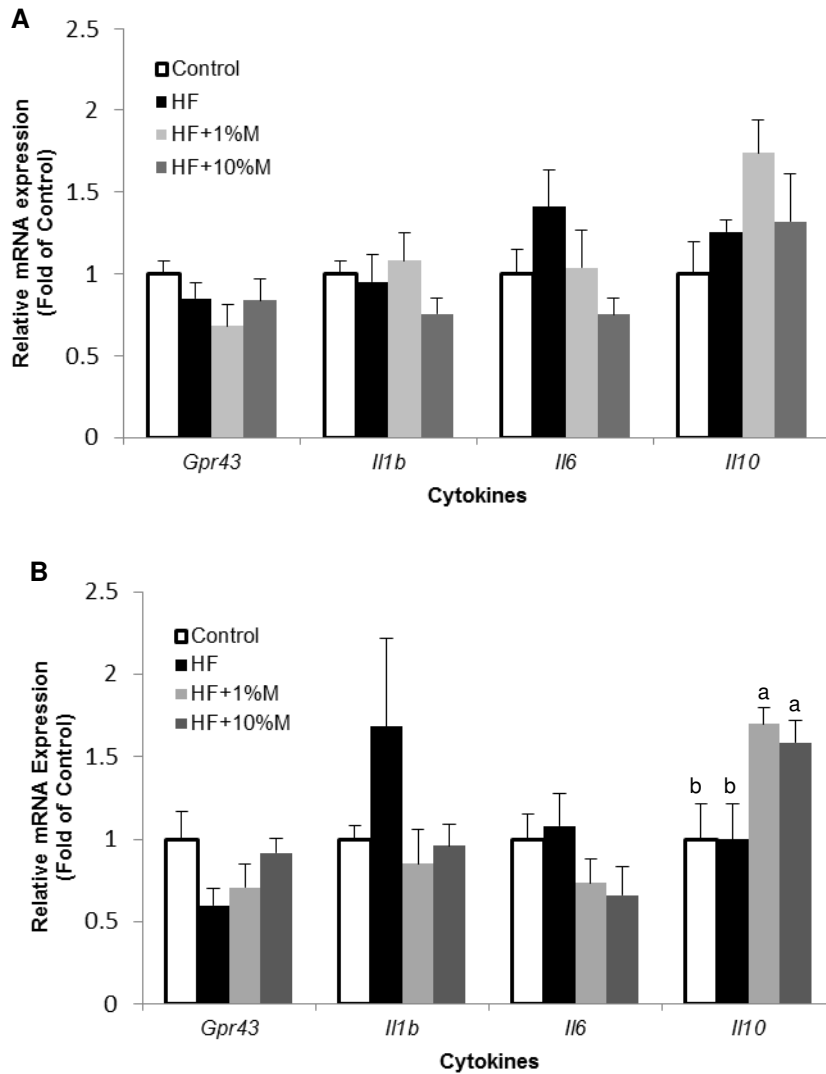 A
Relative mRNA expression
(Fold of Control)
2.5
2
1.5
1
0.5
0
Control
HF
HF+1%M
HF+10%M
Gpr43
Il1b
Il6
Il10
Cytokines
B
Relative mRNA Expression
(Fold of Control)
2.5
2
1.5
1
0.5
0
Control
HF
HF+1%M
HF+10%M
b b a a
Gpr43
Il1b
Il6
Il10
Cytokines